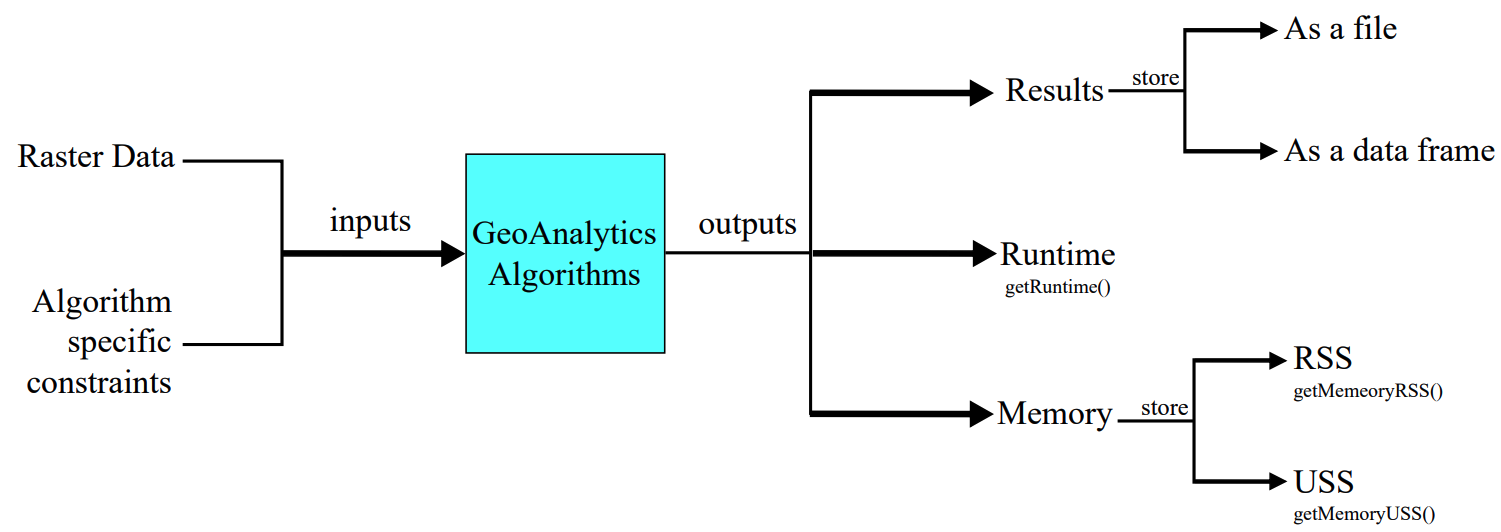 Raster Data
Algorithm
specific
constraints
inputs
GeoAnalytics
Algorithms
outputs
Results
store
As a file
As a data frame
Runtime
getRuntime()
Memory
store
RSS
getMemeoryRSS()
USS
getMemoryUSS()